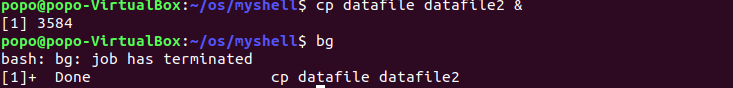 popo@popo-VirtualBox:~/os/myshell$ cp datafile datafile2 &
[1] 3584
popo@popo-VirtualBox:~/os/myshell$ bg
bash: bg: job has terminated
[1]+  Done                    cp datafile datafile2